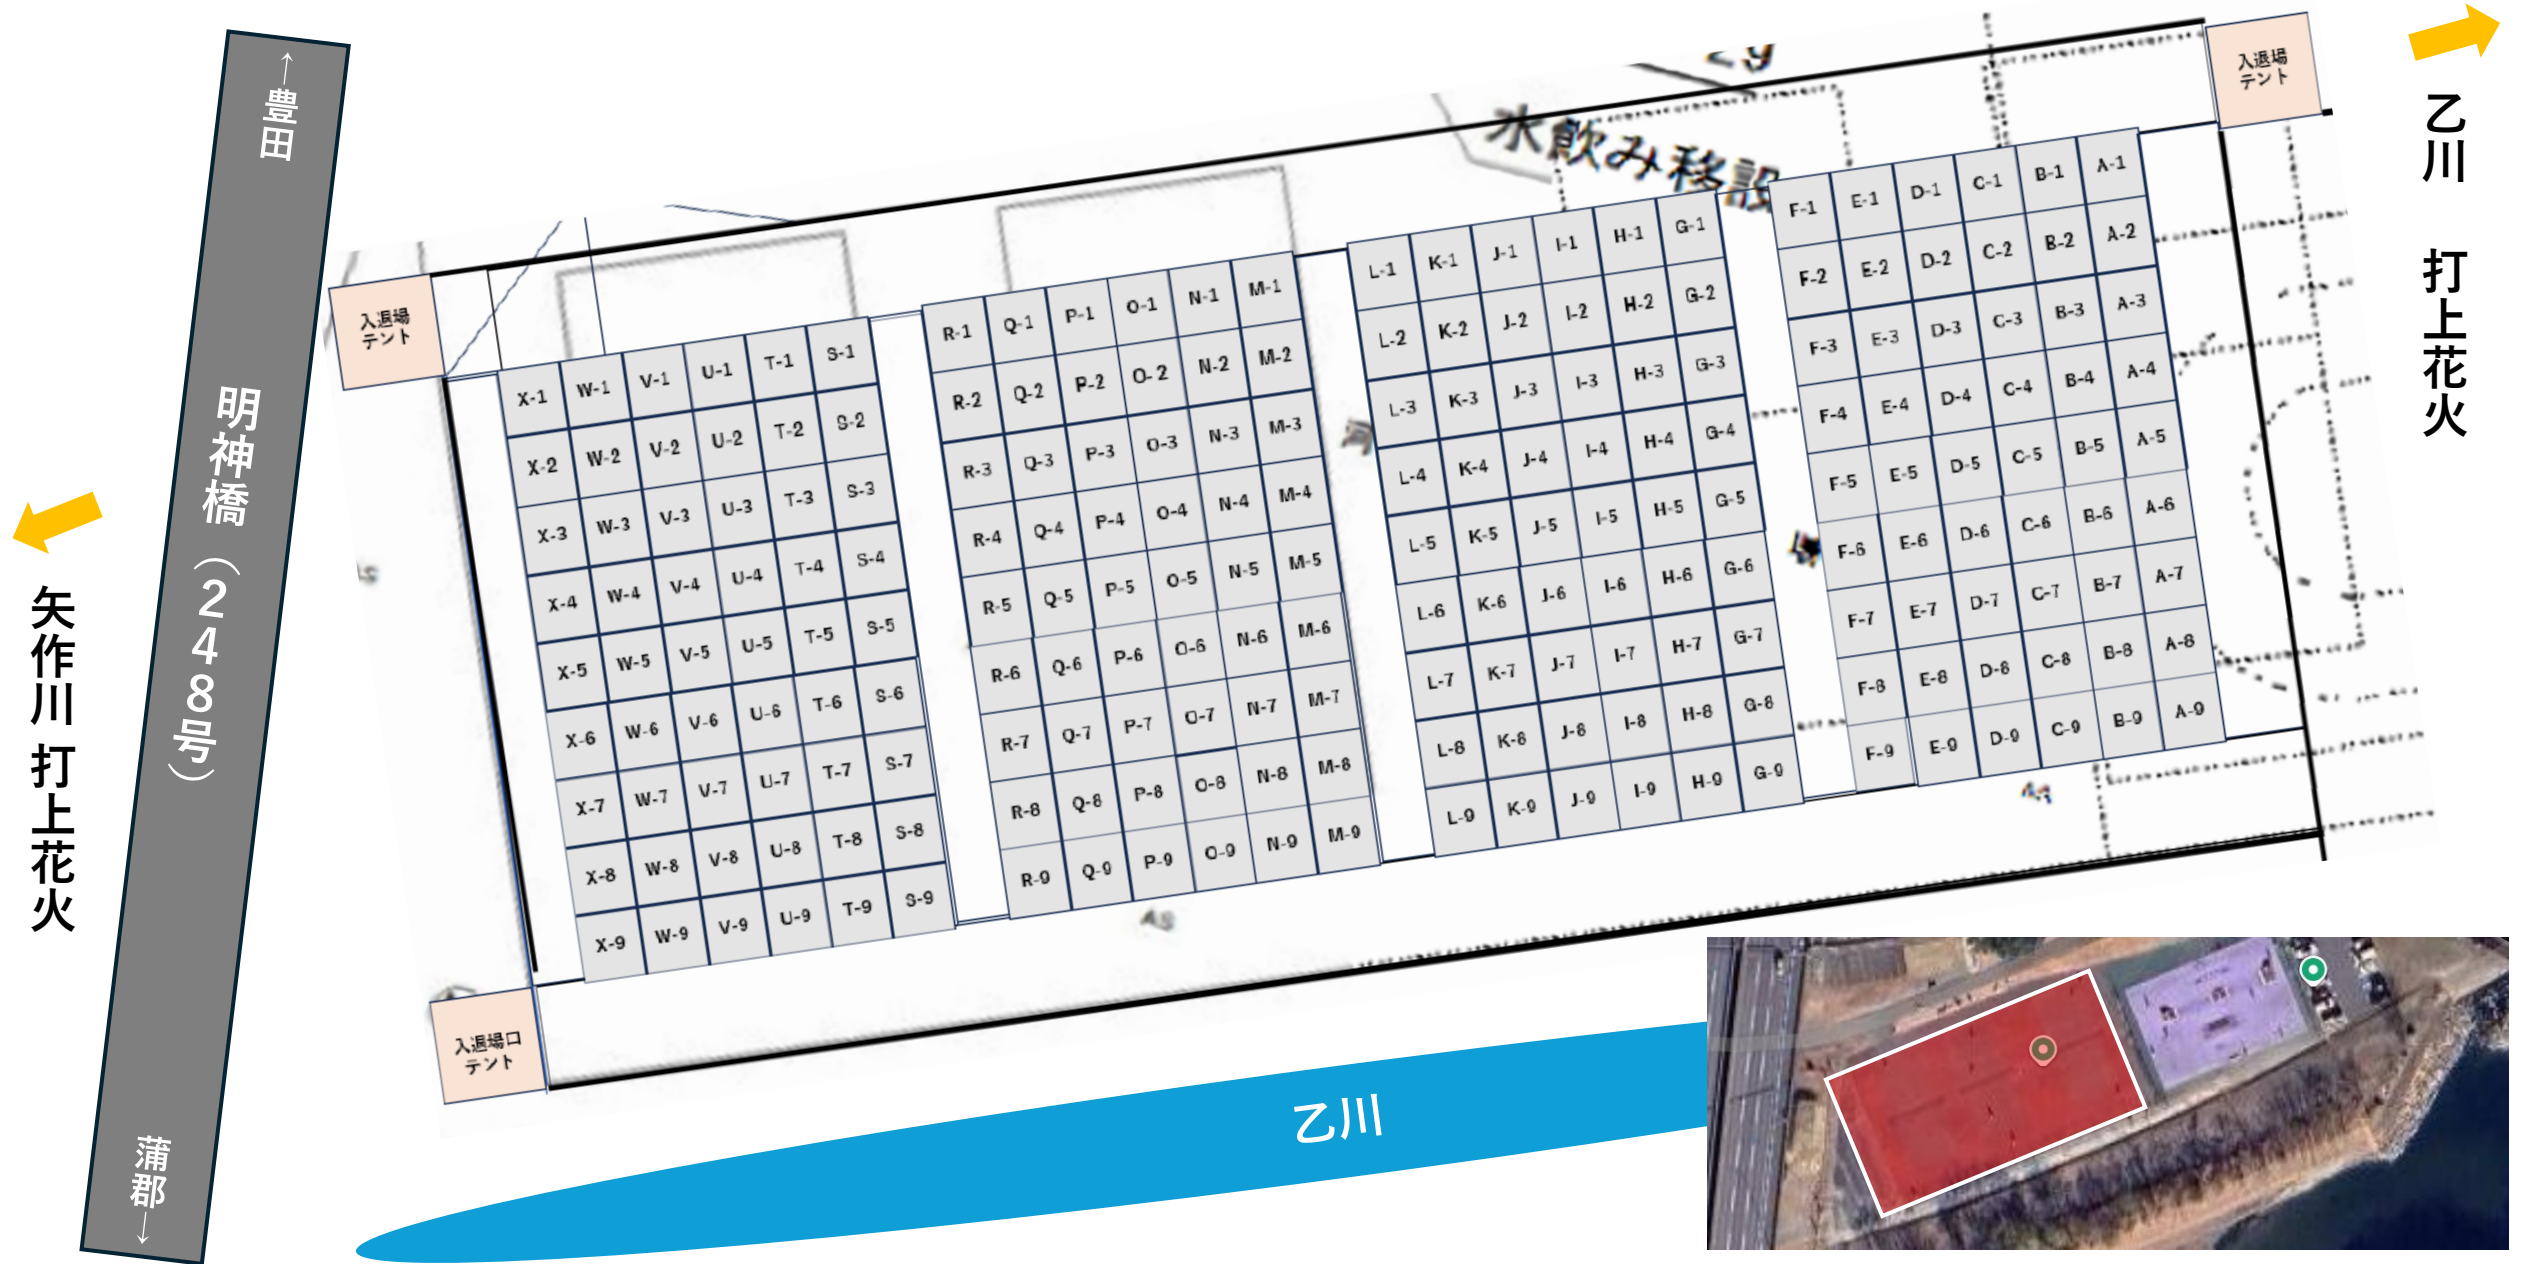 ←豊田
明神橋（248号）
蒲郡→
矢作川 打上花火
乙川 打上花火
入退場
テント
入退場
テント
入退場口
テント
水飲み移設
X-1 W-1 V-1 U-1 T-1 S-1
X-2 W-2 V-2 U-2 T-2 S-2
X-3 W-3 V-3 U-3 T-3 S-3
X-4 W-4 V-4 U-4 T-4 S-4
X-5 W-5 V-5 U-5 T-5 S-5
X-6 W-6 V-6 U-6 T-6 S-6
X-7 W-7 V-7 U-7 T-7 S-7
X-8 W-8 V-8 U-8 T-8 S-8
X-9 W-9 V-9 U-9 T-9 S-9
R-1 Q-1 P-1 O-1 N-1 M-1
R-2 Q-2 P-2 O-2 N-2 M-2
R-3 Q-3 P-3 O-3 N-3 M-3
R-4 Q-4 P-4 O-4 N-4 M-4
R-5 Q-5 P-5 O-5 N-5 M-5
R-6 Q-6 P-6 O-6 N-6 M-6
R-7 Q-7 P-7 O-7 N-7 M-7
R-8 Q-8 P-8 O-8 N-8 M-8
R-9 Q-9 P-9 O-9 N-9 M-9
L-1 K-1 J-1 I-1 H-1 G-1
L-2 K-2 J-2 I-2 H-2 G-2
L-3 K-3 J-3 I-3 H-3 G-3
L-4 K-4 J-4 I-4 H-4 G-4
L-5 K-5 J-5 I-5 H-5 G-5
L-6 K-6 J-6 I-6 H-6 G-6
L-7 K-7 J-7 I-7 H-7 G-7
L-8 K-8 J-8 I-8 H-8 G-8
L-9 K-9 J-9 I-9 H-9 G-9
F-1 E-1 D-1 C-1 B-1 A-1
F-2 E-2 D-2 C-2 B-2 A-2
F-3 E-3 D-3 C-3 B-3 A-3
F-4 E-4 D-4 C-4 B-4 A-4
F-5 E-5 D-5 C-5 B-5 A-5
F-6 E-6 D-6 C-6 B-6 A-6
F-7 E-7 D-7 C-7 B-7 A-7
F-8 E-8 D-8 C-8 B-8 A-8
F-9 E-9 D-9 C-9 B-9 A-9
As
乙川